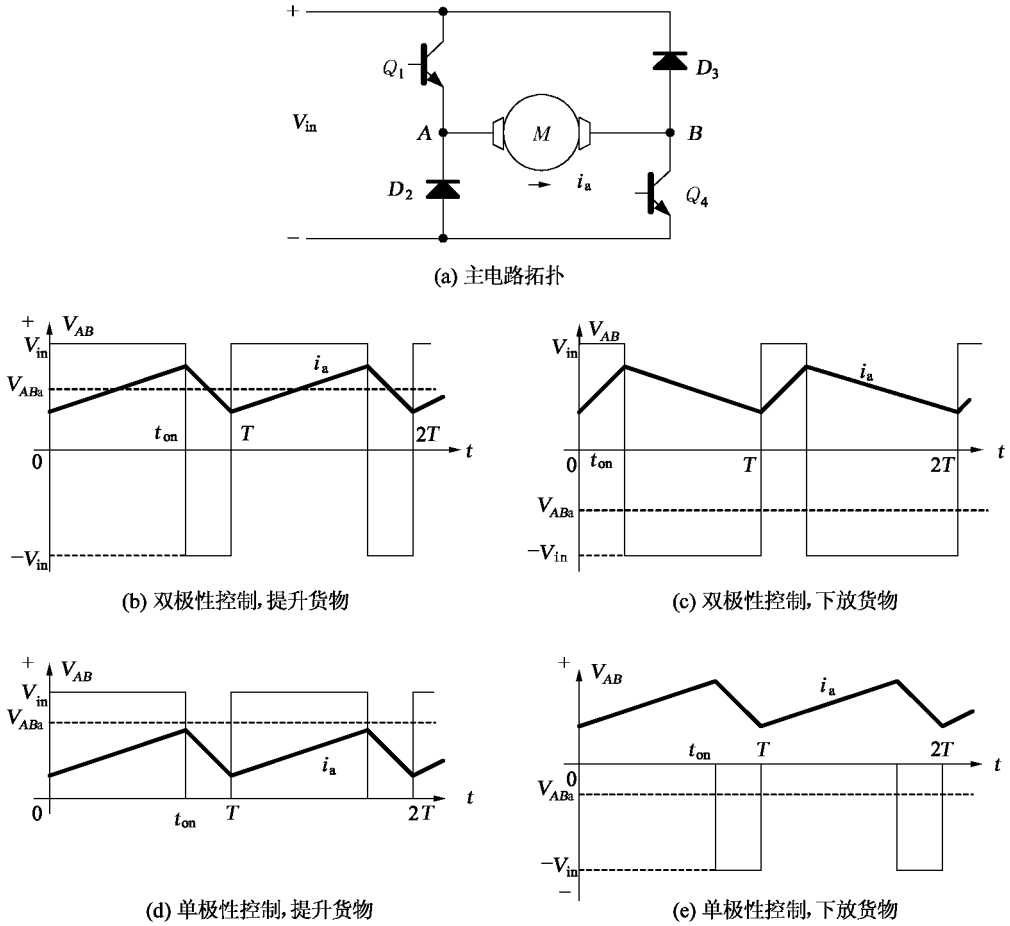 +
Q1
D3
Vin
A
M
B
D2
ia
Q4
−
(a) 主电路拓扑
+
VAB
Vin
ia
VABa
ton
T
2T
0
t
−Vin
(b) 双极性控制,提升货物
VAB
Vin
ia
0
ton
T
2T
t
VABa
−Vin
(c) 双极性控制,下放货物
+
VAB
Vin
VABa
ia
0
ton
T
2T
t
(d) 单极性控制,提升货物
+
VAB
ia
ton
T
2T
0
t
VABa
−Vin
−
(e) 单极性控制,下放货物